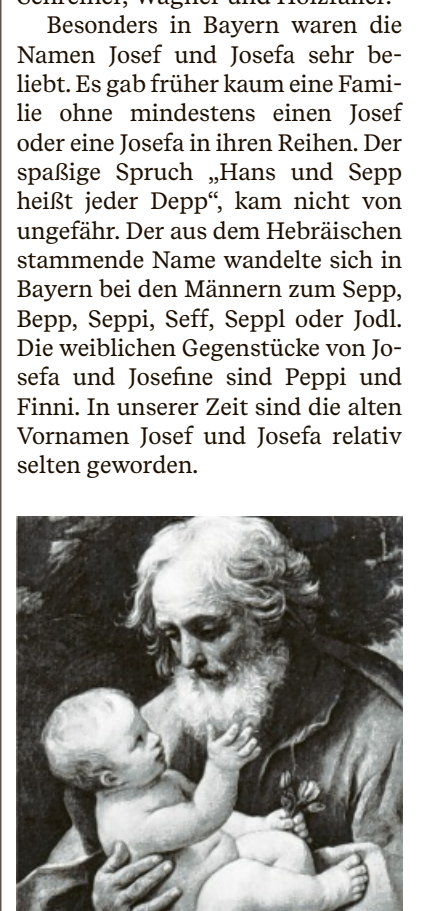 Schreiner, Wagner und Holzfäller.
Besonders in Bayern waren die
Namen Josef und Josefa sehr be-
liebt. Es gab früher kaum eine Fami-
lie ohne mindestens einen Josef
oder eine Josefa in ihren Reihen. Der
spaßige Spruch „Hans und Sepp
heißt jeder Depp“, kam nicht von
ungefähr. Der aus dem Hebräischen
stammende Name wandelte sich in
Bayern bei den Männern zum Sepp,
Bepp, Seppi, Seff, Seppl oder Jodl.
Die weiblichen Gegenstücke von Jo-
sefa und Josefine sind Peppi und
Finni. In unserer Zeit sind die alten
Vornamen Josef und Josefa relativ
selten geworden.